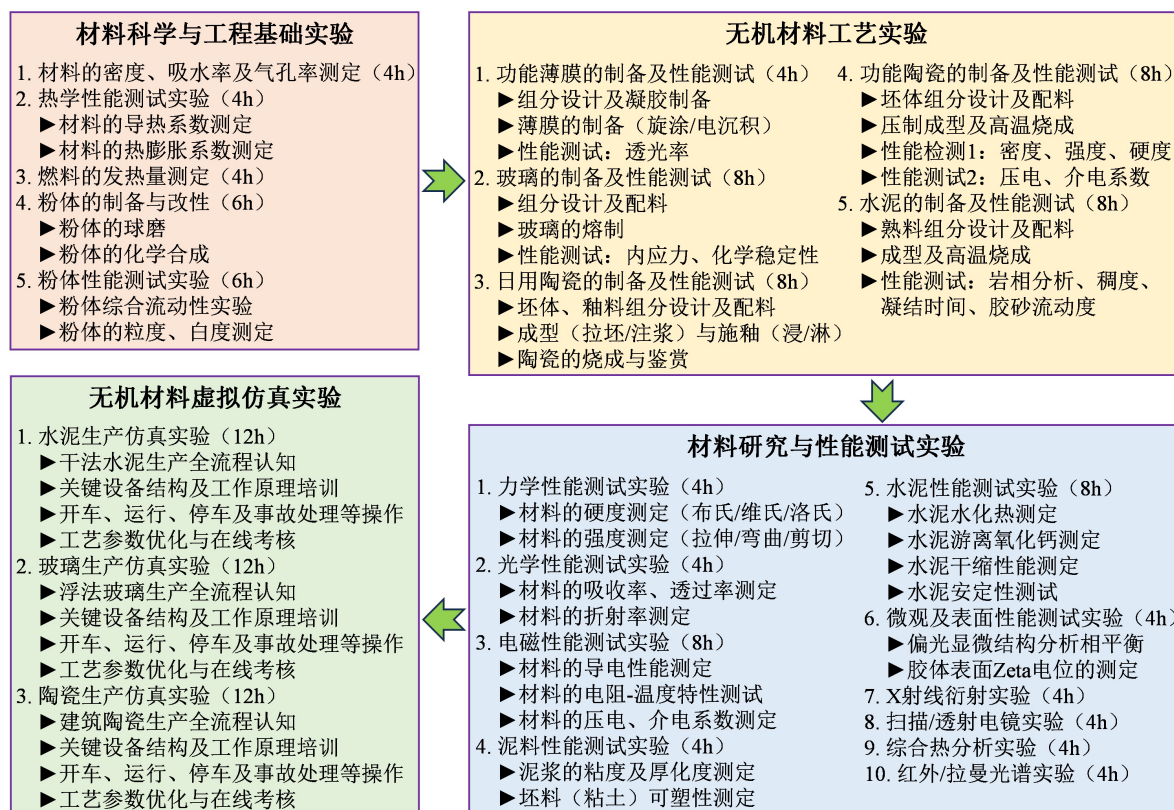 材料科学与工程基础实验
1. 材料的密度、吸水率及气孔率测定（4h）
2. 热学性能测试实验（4h）
▶材料的导热系数测定
▶材料的热膨胀系数测定
3. 燃料的发热量测定（4h）
4. 粉体的制备与改性（6h）
▶粉体的球磨
▶粉体的化学合成
5. 粉体性能测试实验（6h）
▶粉体综合流动性实验
▶粉体的粒度、白度测定
无机材料工艺实验
1. 功能薄膜的制备及性能测试（4h）
▶组分设计及凝胶制备
▶薄膜的制备（旋涂/电沉积）
▶性能测试：透光率
2. 玻璃的制备及性能测试（8h）
▶组分设计及配料
▶玻璃的熔制
▶性能测试：内应力、化学稳定性
3. 日用陶瓷的制备及性能测试（8h）
▶坯体、釉料组分设计及配料
▶成型（拉坯/注浆）与施釉（浸/淋）
▶陶瓷的烧成与鉴赏
4. 功能陶瓷的制备及性能测试（8h）
▶坯体组分设计及配料
▶压制成型及高温烧成
▶性能检测1：密度、强度、硬度
▶性能测试2：压电、介电系数
5. 水泥的制备及性能测试（8h）
▶熟料组分设计及配料
▶成型及高温烧成
▶性能测试：岩相分析、稠度、
凝结时间、胶砂流动度
材料研究与性能测试实验
1. 力学性能测试实验（4h）
▶材料的硬度测定（布氏/维氏/洛氏）
▶材料的强度测定（拉伸/弯曲/剪切）
2. 光学性能测试实验（4h）
▶材料的吸收率、透过率测定
▶材料的折射率测定
3. 电磁性能测试实验（8h）
▶材料的导电性能测定
▶材料的电阻-温度特性测试
▶材料的压电、介电系数测定
4. 泥料性能测试实验（4h）
▶泥浆的粘度及厚化度测定
▶坯料（粘土）可塑性测定
5. 水泥性能测试实验（8h）
▶水泥水化热测定
▶水泥游离氧化钙测定
▶水泥干缩性能测定
▶水泥安定性测试
6. 微观及表面性能测试实验（4h）
▶偏光显微结构分析相平衡
▶胶体表面Zeta电位的测定
7. X射线衍射实验（4h）
8. 扫描/透射电镜实验（4h）
9. 综合热分析实验（4h）
10. 红外/拉曼光谱实验（4h）
无机材料虚拟仿真实验
1. 水泥生产仿真实验（12h）
▶干法水泥生产全流程认知
▶关键设备结构及工作原理培训
▶开车、运行、停车及事故处理等操作
▶工艺参数优化与在线考核
2. 玻璃生产仿真实验（12h）
▶浮法玻璃生产全流程认知
▶关键设备结构及工作原理培训
▶开车、运行、停车及事故处理等操作
▶工艺参数优化与在线考核
3. 陶瓷生产仿真实验（12h）
▶建筑陶瓷生产全流程认知
▶关键设备结构及工作原理培训
▶开车、运行、停车及事故处理等操作
▶工艺参数优化与在线考核